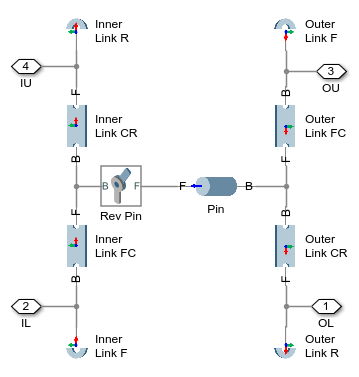 Inner
Link R
Outer
Link F
4
IU
3
OU
F
B
Inner
Link CR
Outer
Link FC
B
F
B
F
Rev Pin
F
B
Pin
F
B
Inner
Link FC
Outer
Link CR
B
F
2
IL
1
OL
Inner
Link F
Outer
Link R